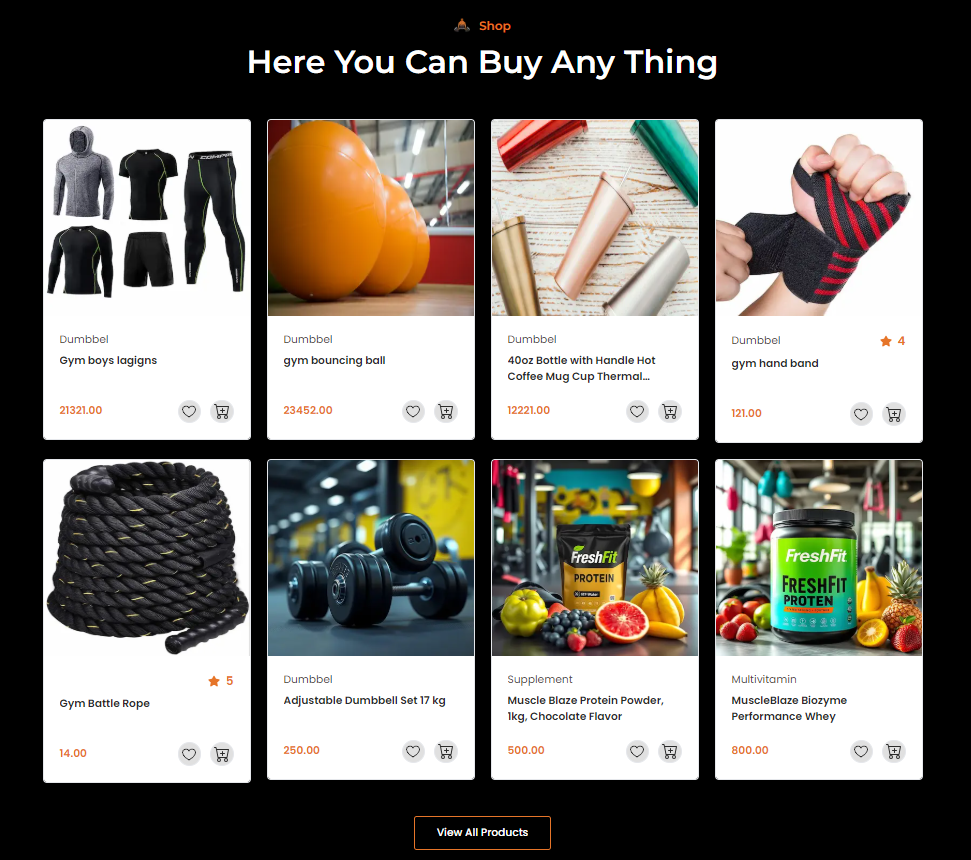 Shop
Here You Can Buy Any Thing
Dumbbel
Gym boys lagigns
21321.00
Dumbbel
gym bouncing ball
23452.00
Dumbbel
40oz Bottle with Handle Hot
Coffee Mug Cup Thermal...
12221.00
Dumbbel
4
gym hand band
121.00
5
Gym Battle Rope
14.00
Dumbbel
Adjustable Dumbbell Set 17 kg
250.00
FreshFit
PROTEIN
Supplement
Muscle Blaze Protein Powder,
1kg, Chocolate Flavor
500.00
FreshFit
FRESHFIT
PROTEN
Multivitamin
MuscleBlaze Biozyme
Performance Whey
800.00
View All Products